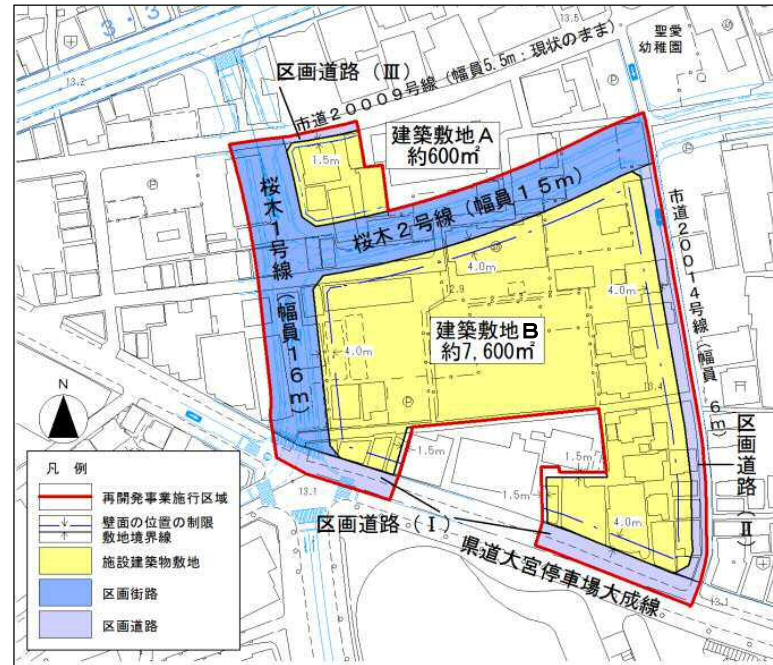 3・3
13.5
聖愛
幼稚園
13.2
区画道路（Ⅲ）
市道20009号線（幅員5.5m：現状のまま）
建築敷地A
約600㎡
1.5m
桜木1号線（幅員16m）
桜木2号線（幅員15m）
市道20014号線（幅員 6m）
4.0m
4.0m
12.9
建築敷地B
約7,600㎡
4.0m
13.4
N
1.5m
1.5m
1.5m
4.0m
区画道路（Ⅱ）
区画道路（Ⅰ）
県道大宮停車場大成線
13.1
13.1
凡 例
再開発事業施行区域
壁面の位置の制限
敷地境界線
施設建築物敷地
区画街路
区画道路